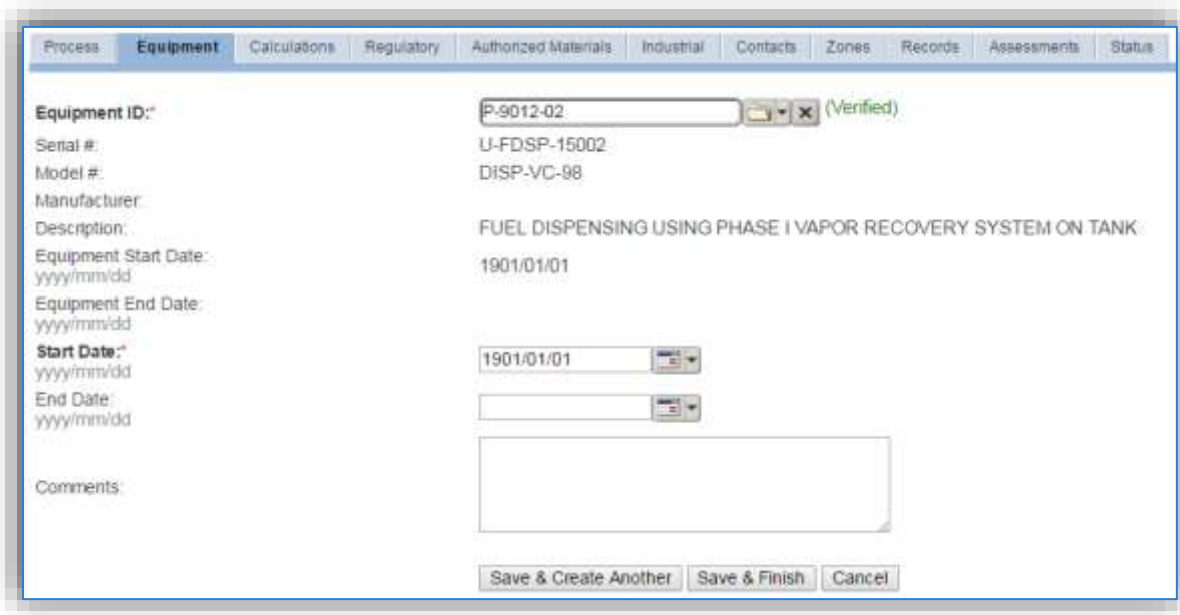 Process Equipment Calculations Regulatory Authorized Materials Industrial Contacts Zones Records Assessments Status
Equipment ID:* P-9012-02 (Verified)
Serial #: U-FDSP-15002
Model #: DISP-VC-98
Manufacturer:
Description: FUEL DISPENSING USING PHASE I VAPOR RECOVERY SYSTEM ON TANK
Equipment Start Date: 1901/01/01
yyyy/mm/dd
Equipment End Date:
yyyy/mm/dd
Start Date:* 1901/01/01
yyyy/mm/dd
End Date:
yyyy/mm/dd
Comments:
Save & Create Another Save & Finish Cancel